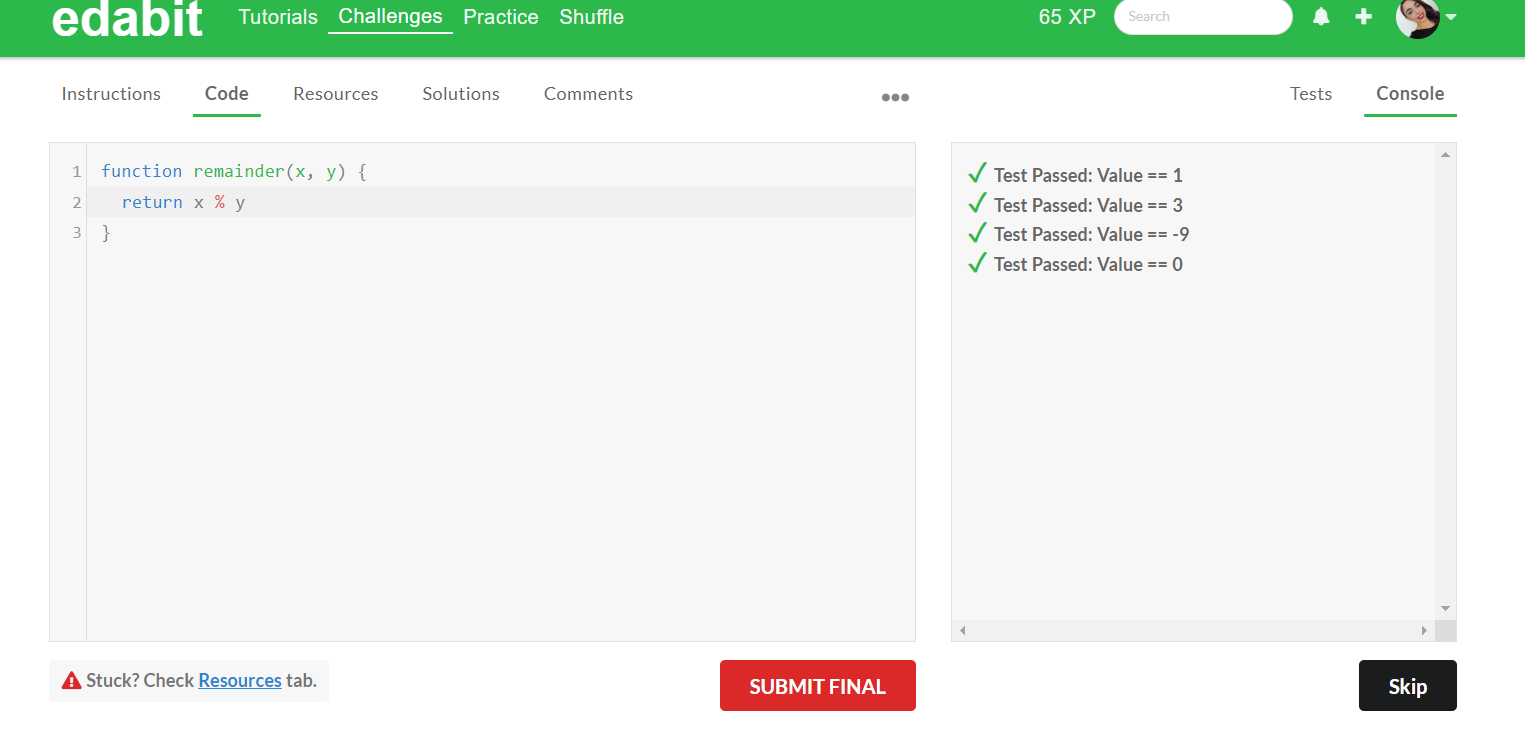 edabit Tutorials Challenges Practice Shuffle 65 XP Search
Instructions Code Resources Solutions Comments Tests Console
1 function remainder(x, y) {
2 return x % y
3 }
Test Passed: Value == 1
Test Passed: Value == 3
Test Passed: Value == -9
Test Passed: Value == 0
Stuck? Check Resources tab.
SUBMIT FINAL
Skip